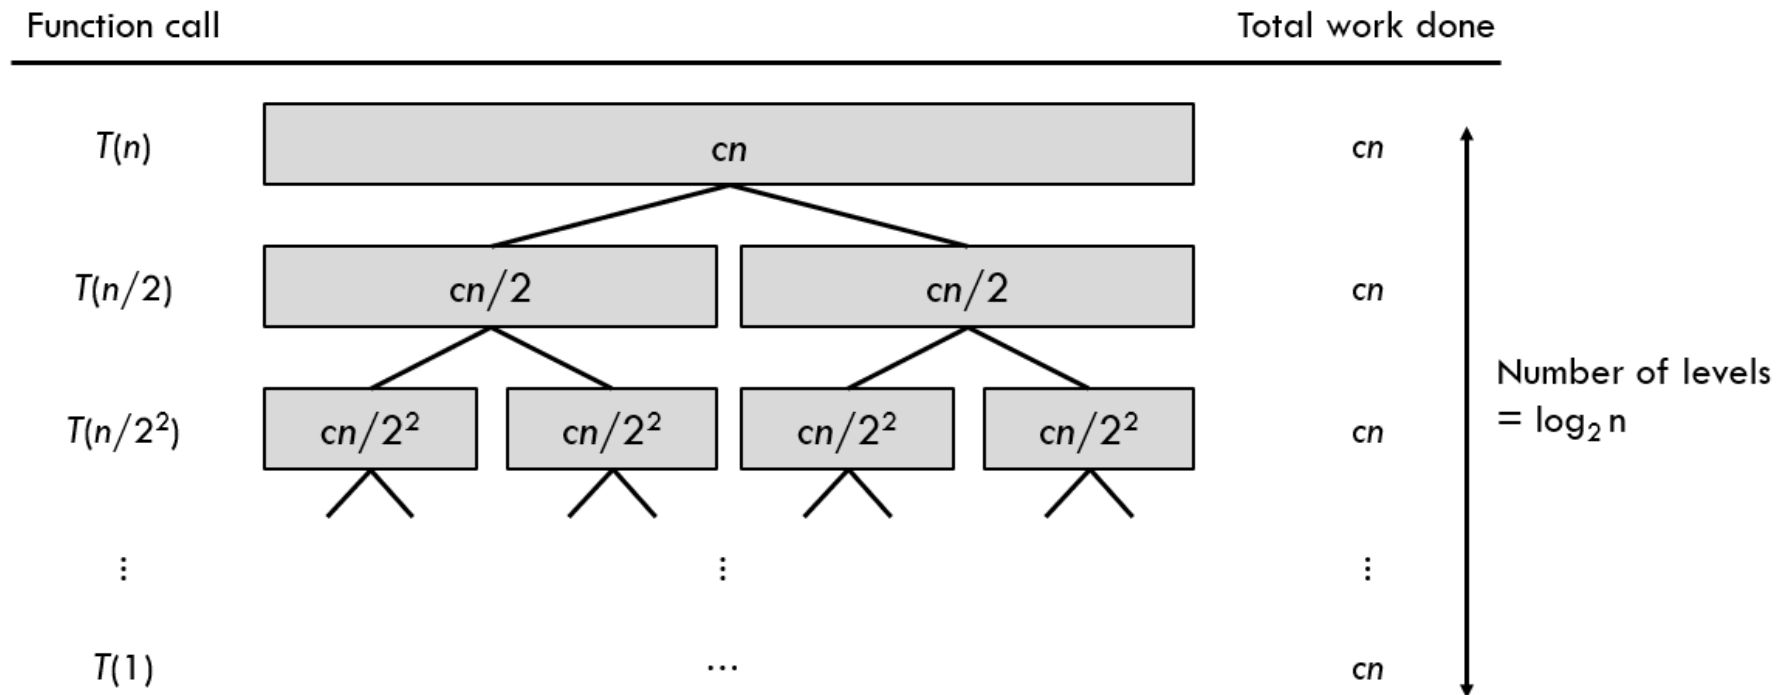 Function call Total work done
T(n) cn cn
T(n/2) cn/2 cn/2 cn
T(n/2²) cn/2² cn/2² cn/2² cn/2² cn
Number of levels
= log₂ n
⋮ ⋮ ⋮
T(1) ... cn